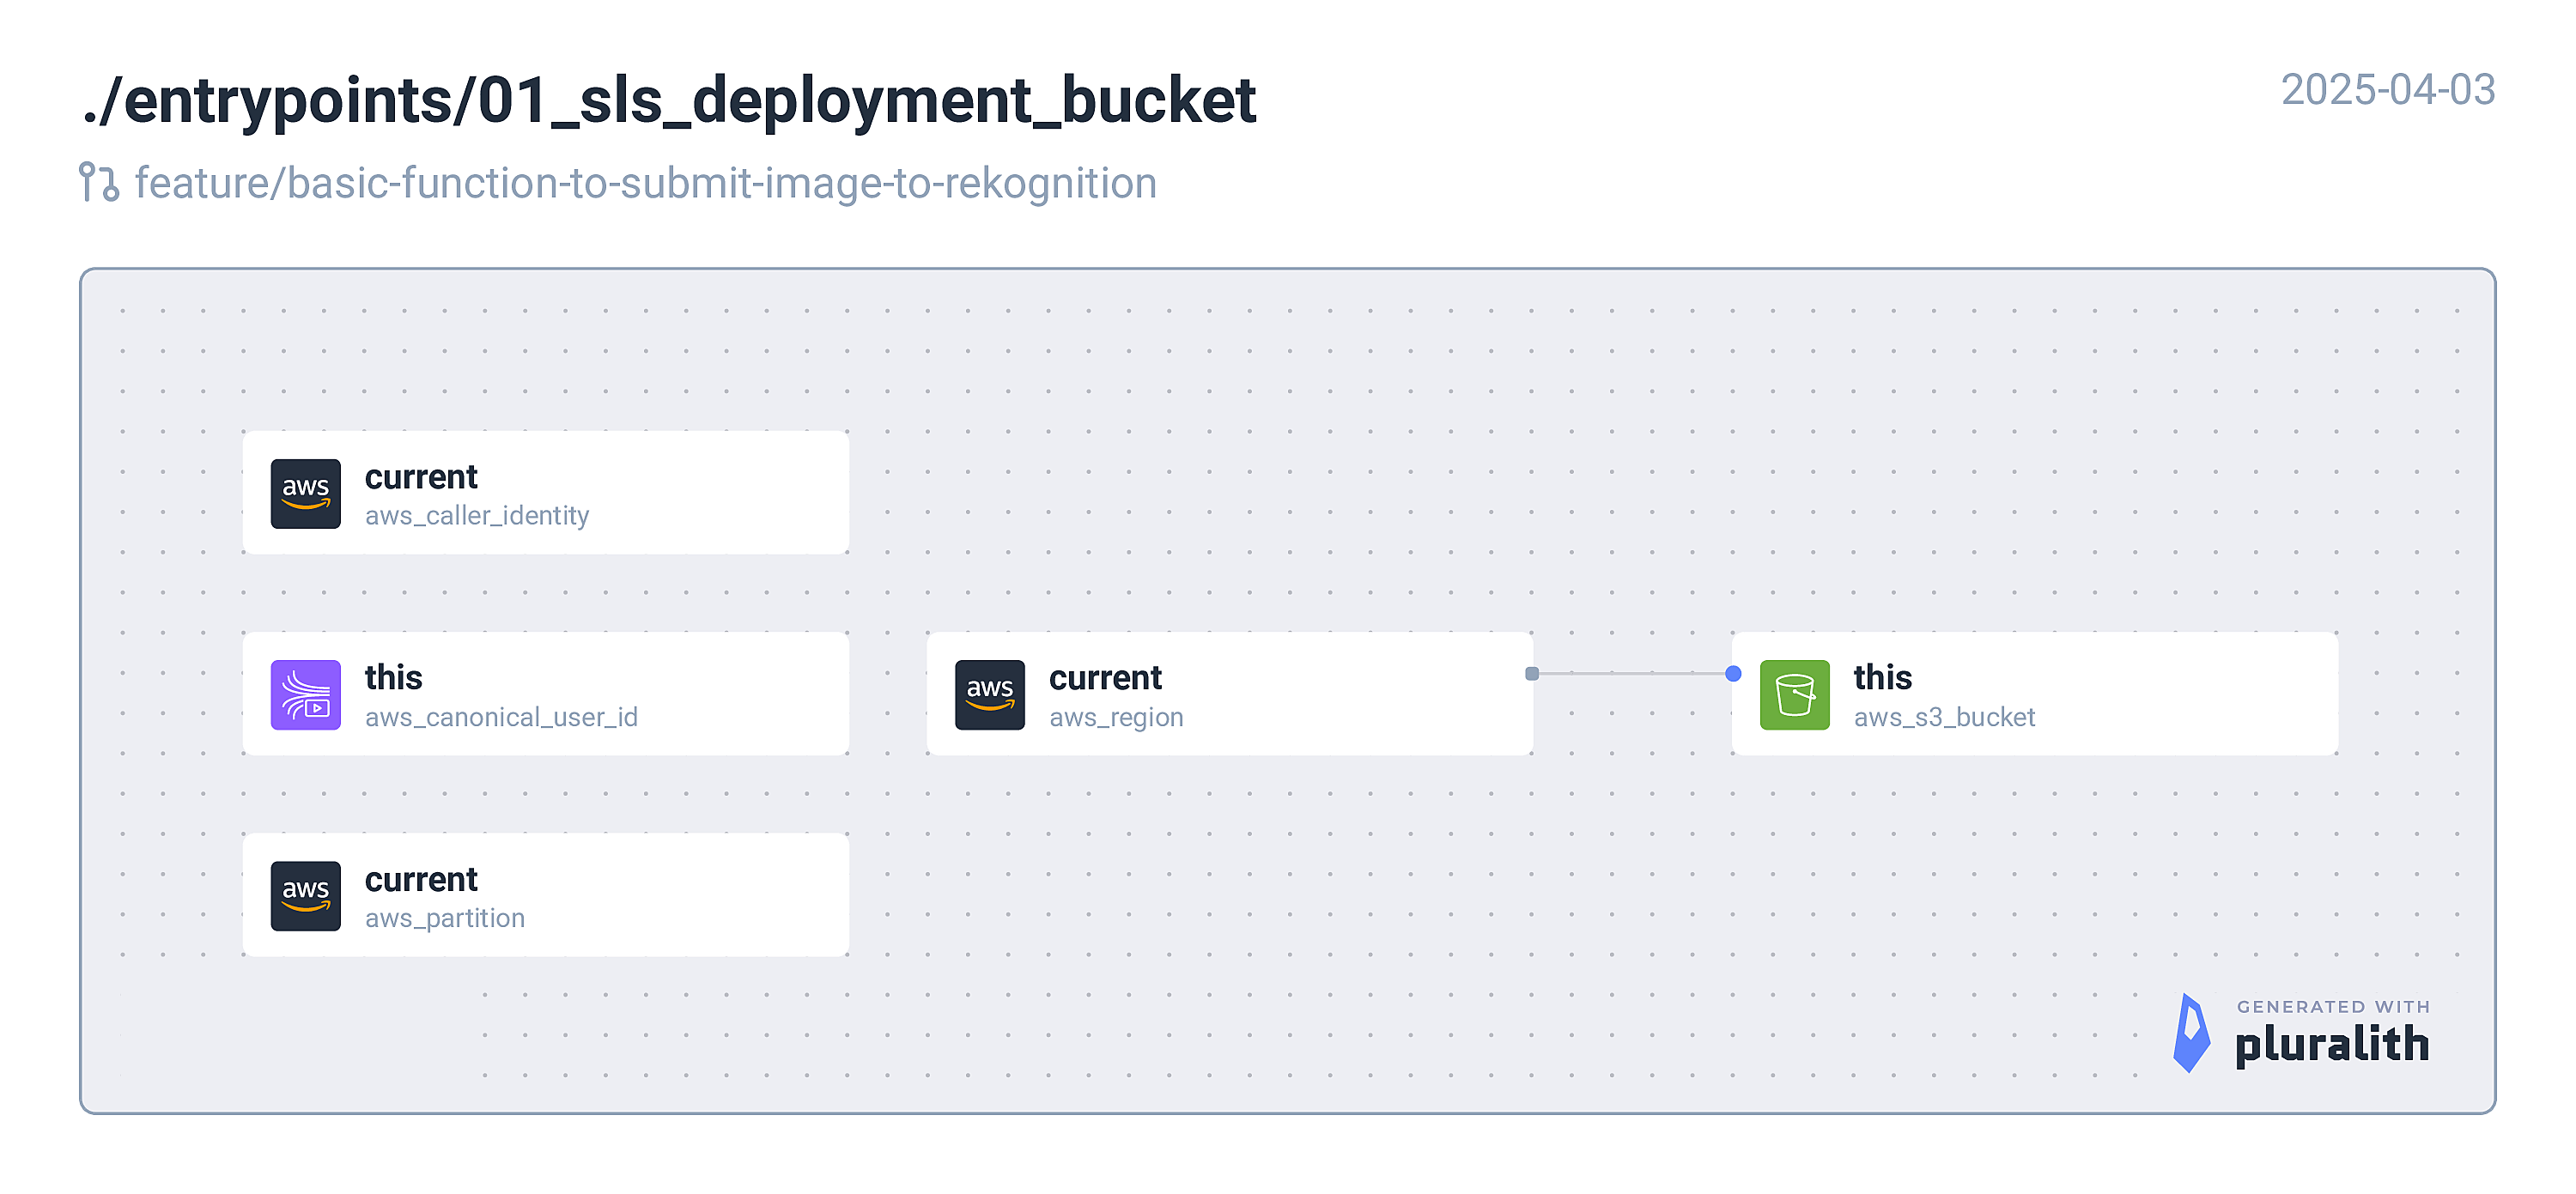 ./entrypoints/01_sls_deployment_bucket
2025-04-03
feature/basic-function-to-submit-image-to-rekognition
aws
current
aws_caller_identity
this
aws_canonical_user_id
aws
current
aws_region
this
aws_s3_bucket
aws
current
aws_partition
GENERATED WITH
pluralith